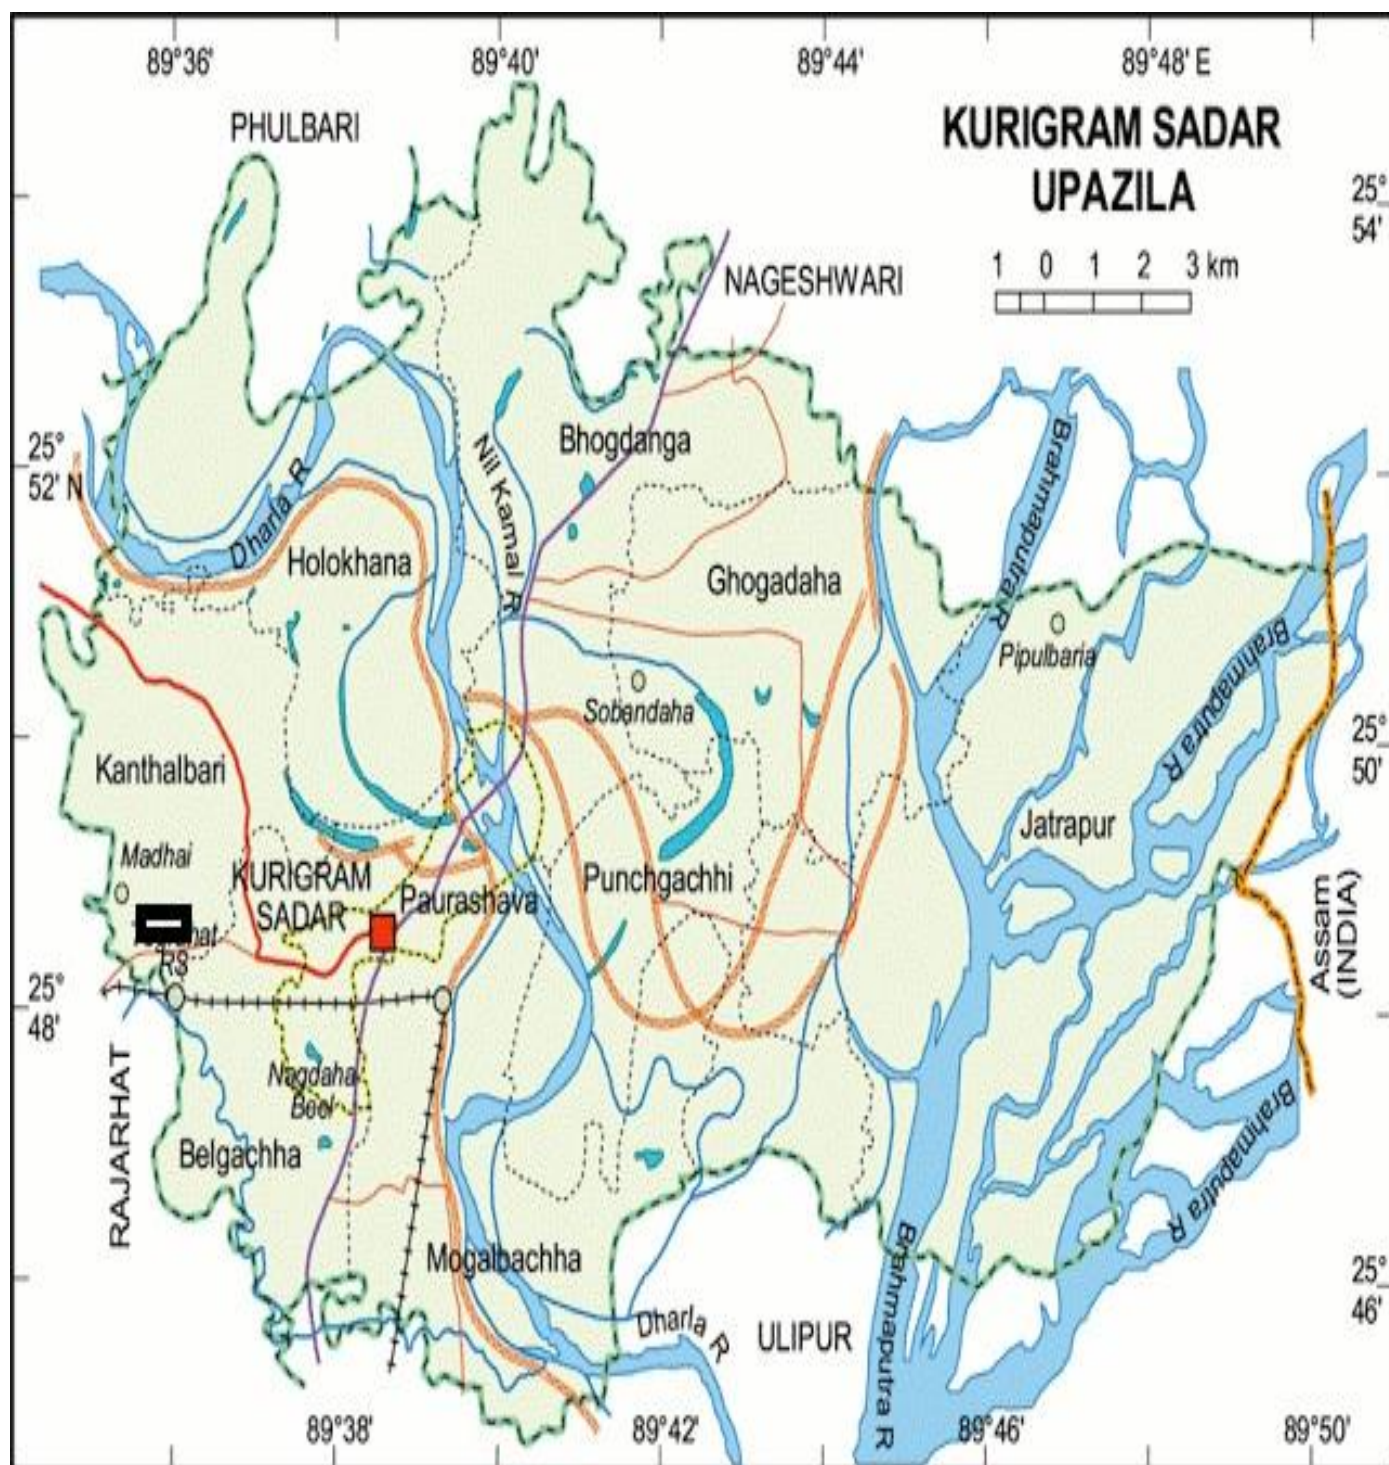 89°36'
89°40'
89°44'
89°48' E
PHULBARI
KURIGRAM SADAR
UPAZILA
25°
54'
1 0 1 2 3 km
NAGESHWARI
25°
52' N
Bhogdanga
Nil Kamal R
Brahmaputra R
Dharla R
Holokhana
Ghogadaha
Pipulbaria
Brahmaputra R
Sobandaha
25°
50'
Kanthalbari
Jatrapur
Madhai
KURIGRAM
SADAR
Paurashava
Punchgachhi
RS
Assam
(INDIA)
25°
48'
RAJARHAT
Nagdaha
Beel
Belgachha
Brahmaputra R
Mogalbachha
Brahmaputra R
25°
46'
Dharla R
ULIPUR
89°38'
89°42'
89°46'
89°50'